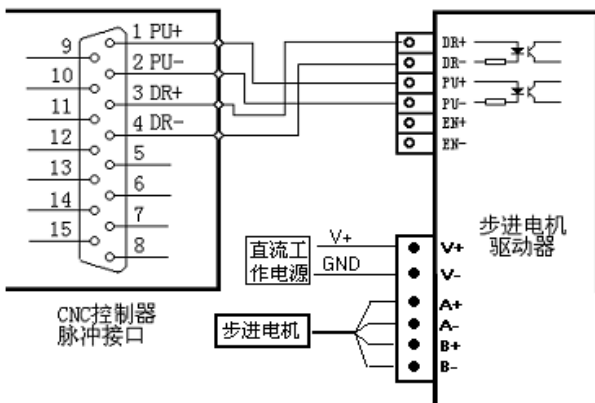 1 PU+
9
2 PU-
10
3 DR+
11
4 DR-
12
5
13
6
14
7
15
8
CNC控制器
脉冲接口
DR+
DR-
PU+
PU-
EN+
EN-
步进电机
驱动器
直流工
作电源
V+
GND
V+
V-
步进电机
A+
A-
B+
B-